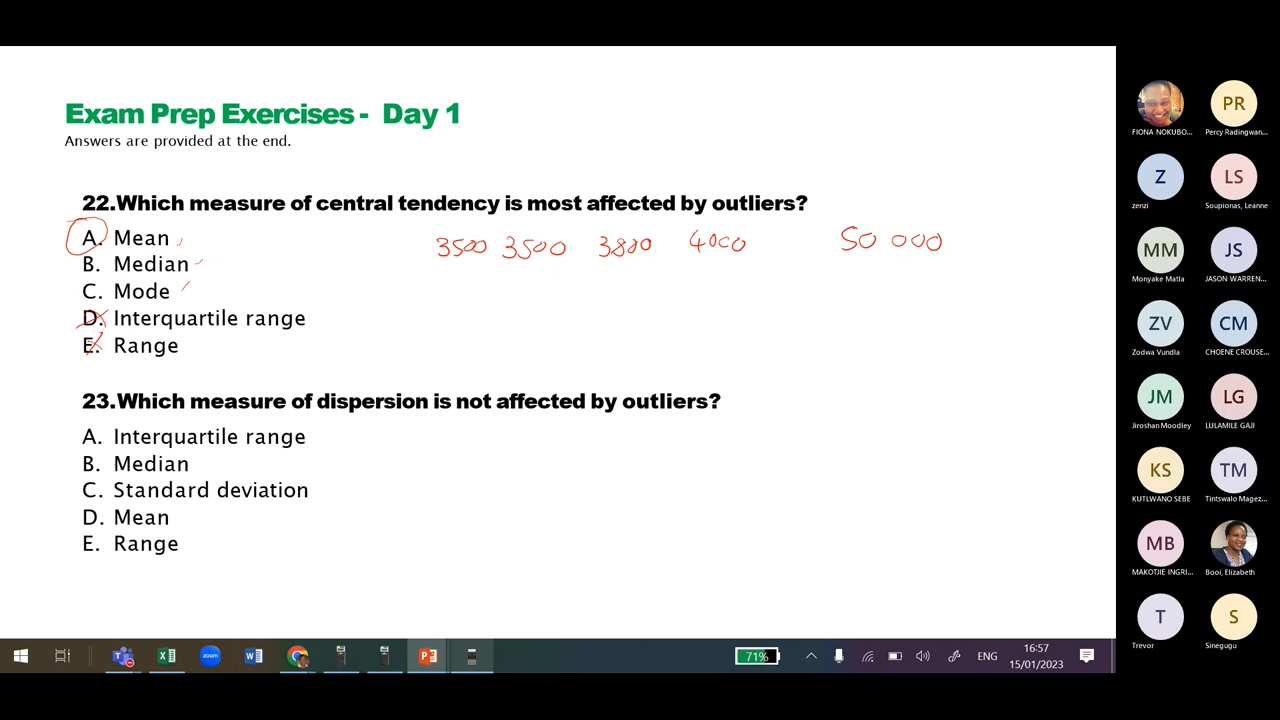 Exam Prep Exercises - Day 1
Answers are provided at the end.
22.Which measure of central tendency is most affected by outliers?
A. Mean
B. Median
C. Mode
D. Interquartile range
E. Range
3500 3500 3800 4000 50 000
23.Which measure of dispersion is not affected by outliers?
A. Interquartile range
B. Median
C. Standard deviation
D. Mean
E. Range
FIONA NOKUBO...
PR
Percy Radingwan...
Z
zenzi
LS
Soupionas, Leanne
MM
Monyake Matla
JS
JASON WARREN...
ZV
Zodwa Vundla
CM
CHOENE CROUSE...
JM
Jiroshan Moodley
LG
LULAMILE GAJI
KS
KUTLWANO SEBE
TM
Tintswalo Magez...
MB
MAKOTJIE INGRI...
Booi, Elizabeth
T
Trevor
S
Sinegugu
zoom
71%
ENG
16:57
15/01/2023